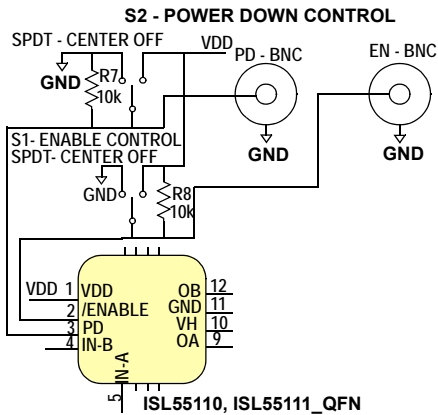 S2 - POWER DOWN CONTROL
SPDT - CENTER OFF
VDD
PD - BNC
EN - BNC
GND
R7
10k
GND
GND
S1- ENABLE CONTROL
SPDT- CENTER OFF
GND
R8
10k
VDD 1 VDD
2 /ENABLE
3 PD
4 IN-B
5 IN-A
OB 12
GND 11
VH 10
OA 9
ISL55110, ISL55111_QFN